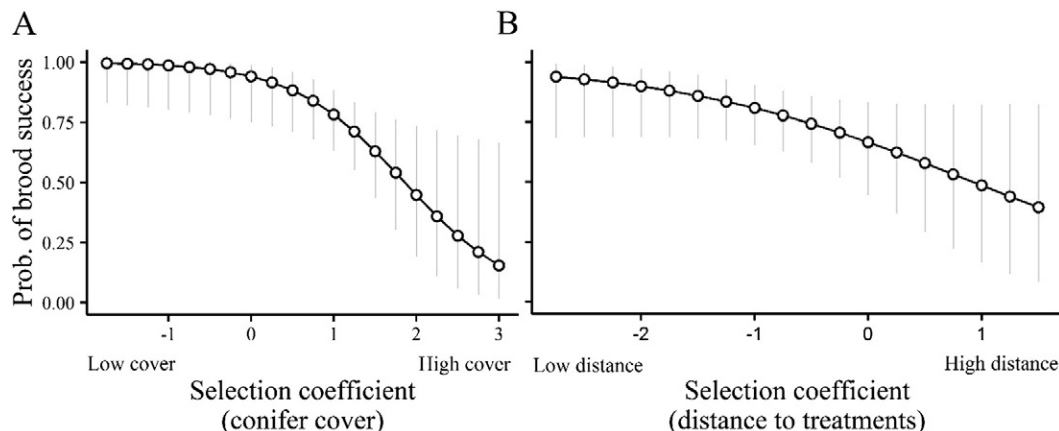 A
B
Prob. of brood success
1.00
0.75
0.50
0.25
0.00
-1 0 1 2 3
-2 -1 0 1
Low cover High cover
Low distance High distance
Selection coefficient
(conifer cover)
Selection coefficient
(distance to treatments)